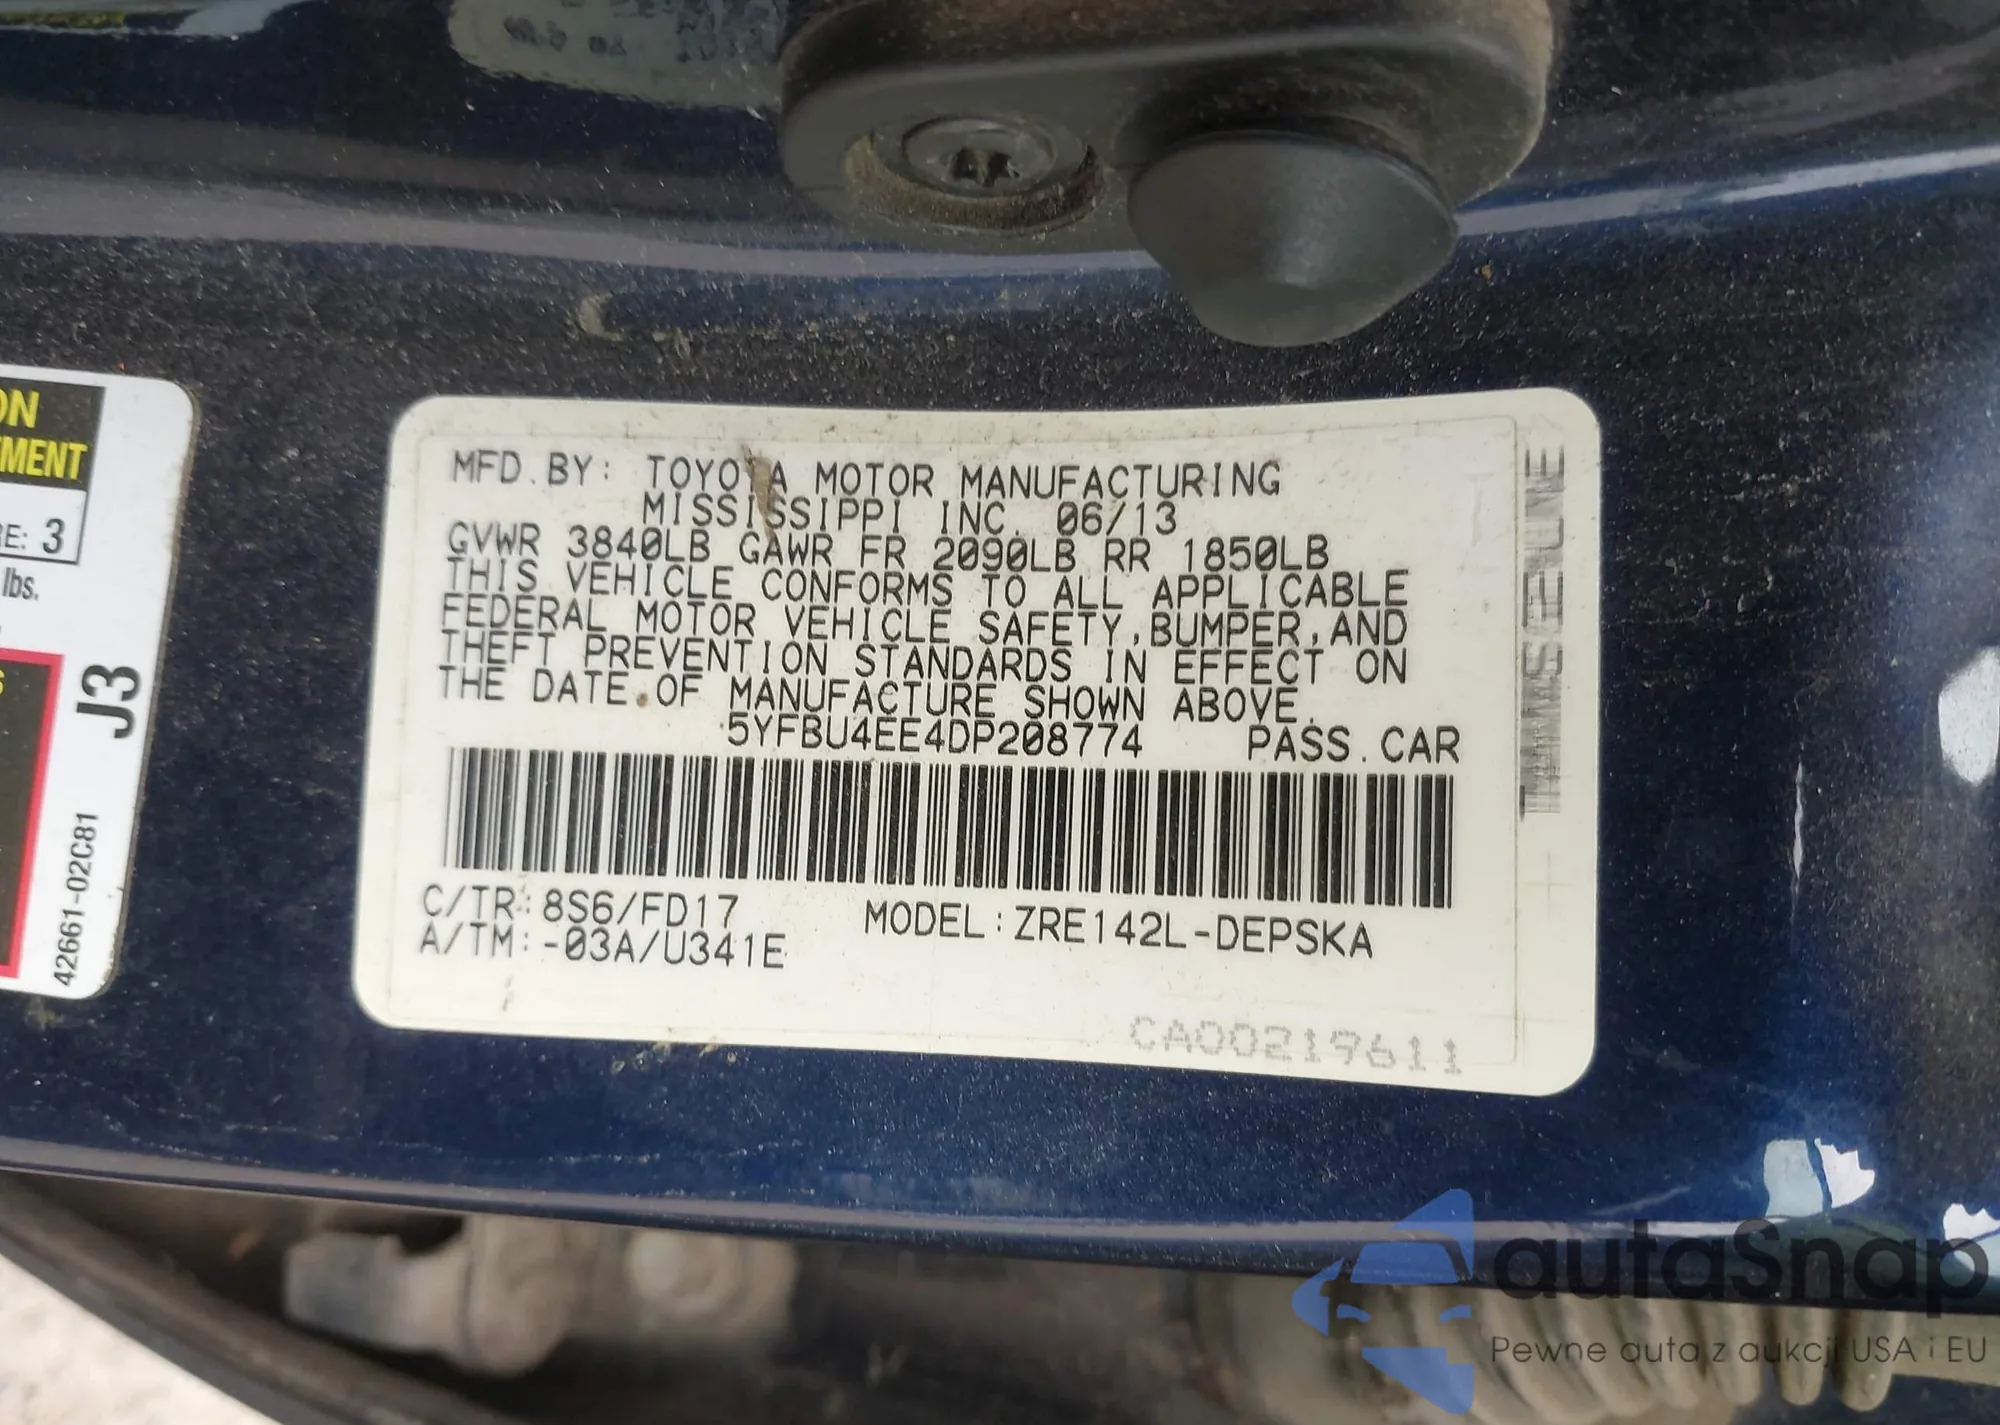 ON
MENT
RE: 3
lbs.
J3
42661-02C81
MFD.BY: TOYOTA MOTOR MANUFACTURING
MISSISSIPPI INC. 06/13
GVWR 3840LB GAWR FR 2090LB RR 1850LB
THIS VEHICLE CONFORMS TO ALL APPLICABLE
FEDERAL MOTOR VEHICLE SAFETY,BUMPER,AND
THEFT PREVENTION STANDARDS IN EFFECT ON
THE DATE OF MANUFACTURE SHOWN ABOVE.
5YFBU4EE4DP208774 PASS.CAR
C/TR:8S6/FD17 MODEL:ZRE142L-DEPSKA
A/TM:-03A/U341E
CA00219611
autaSnap
Pewne auta z aukcji USA i EU